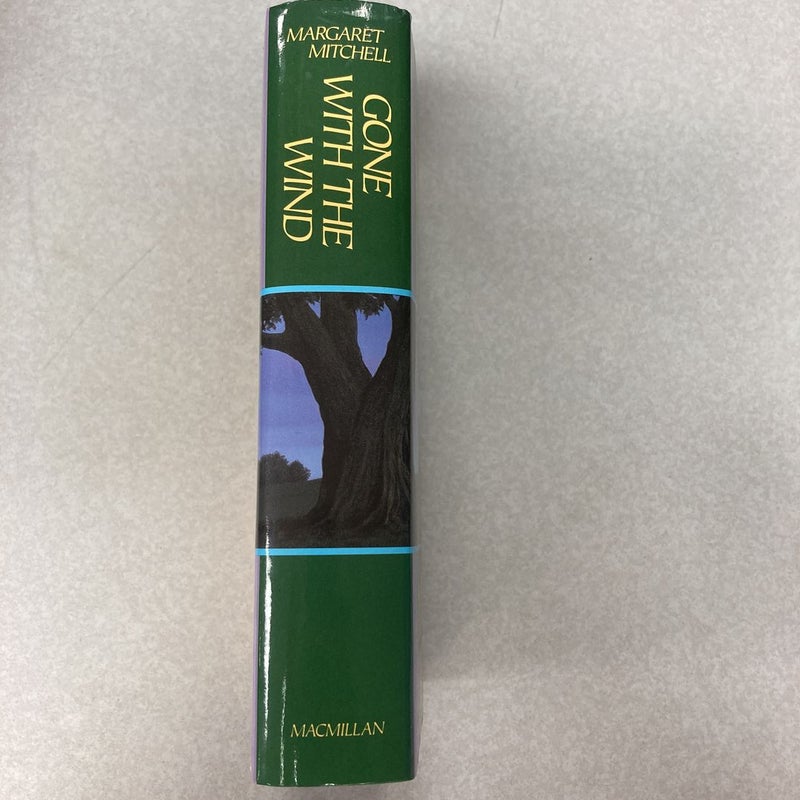 MARGARET
MITCHELL
GONE
WITH THE
WIND
MACMILLAN